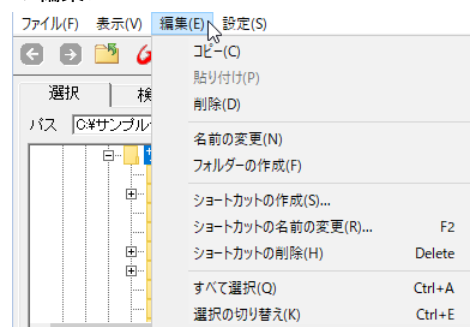 ファイル(F) 表示(V) 編集(E) 設定(S)
コピー(C)
貼り付け(P)
選択
削除(D)
パス C:¥サンプル
名前の変更(N)
フォルダーの作成(F)
ショートカットの作成(S)...
ショートカットの名前の変更(R)... F2
ショートカットの削除(H) Delete
すべて選択(Q) Ctrl+A
選択の切り替え(K) Ctrl+E